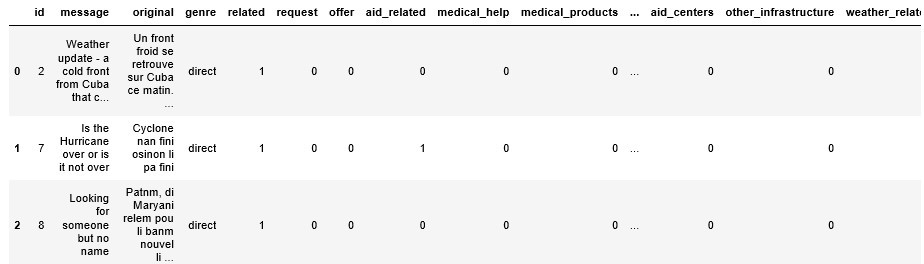 id message original genre related request offer aid_related medical_help medical_products ... aid_centers other_infrastructure weather_relate
0 2 Weather update - a cold front from Cuba that c... Un front froid se retrouve sur Cuba ce matin. ... direct 1 0 0 0 0 0 ... 0 0
1 7 Is the Hurricane over or is it not over Cyclone nan fini osinon li pa fini direct 1 0 0 1 0 0 ... 0 0
2 8 Looking for someone but no name Patnm, di Maryani relem pou li banm nouvel li ... direct 1 0 0 0 0 0 ... 0 0